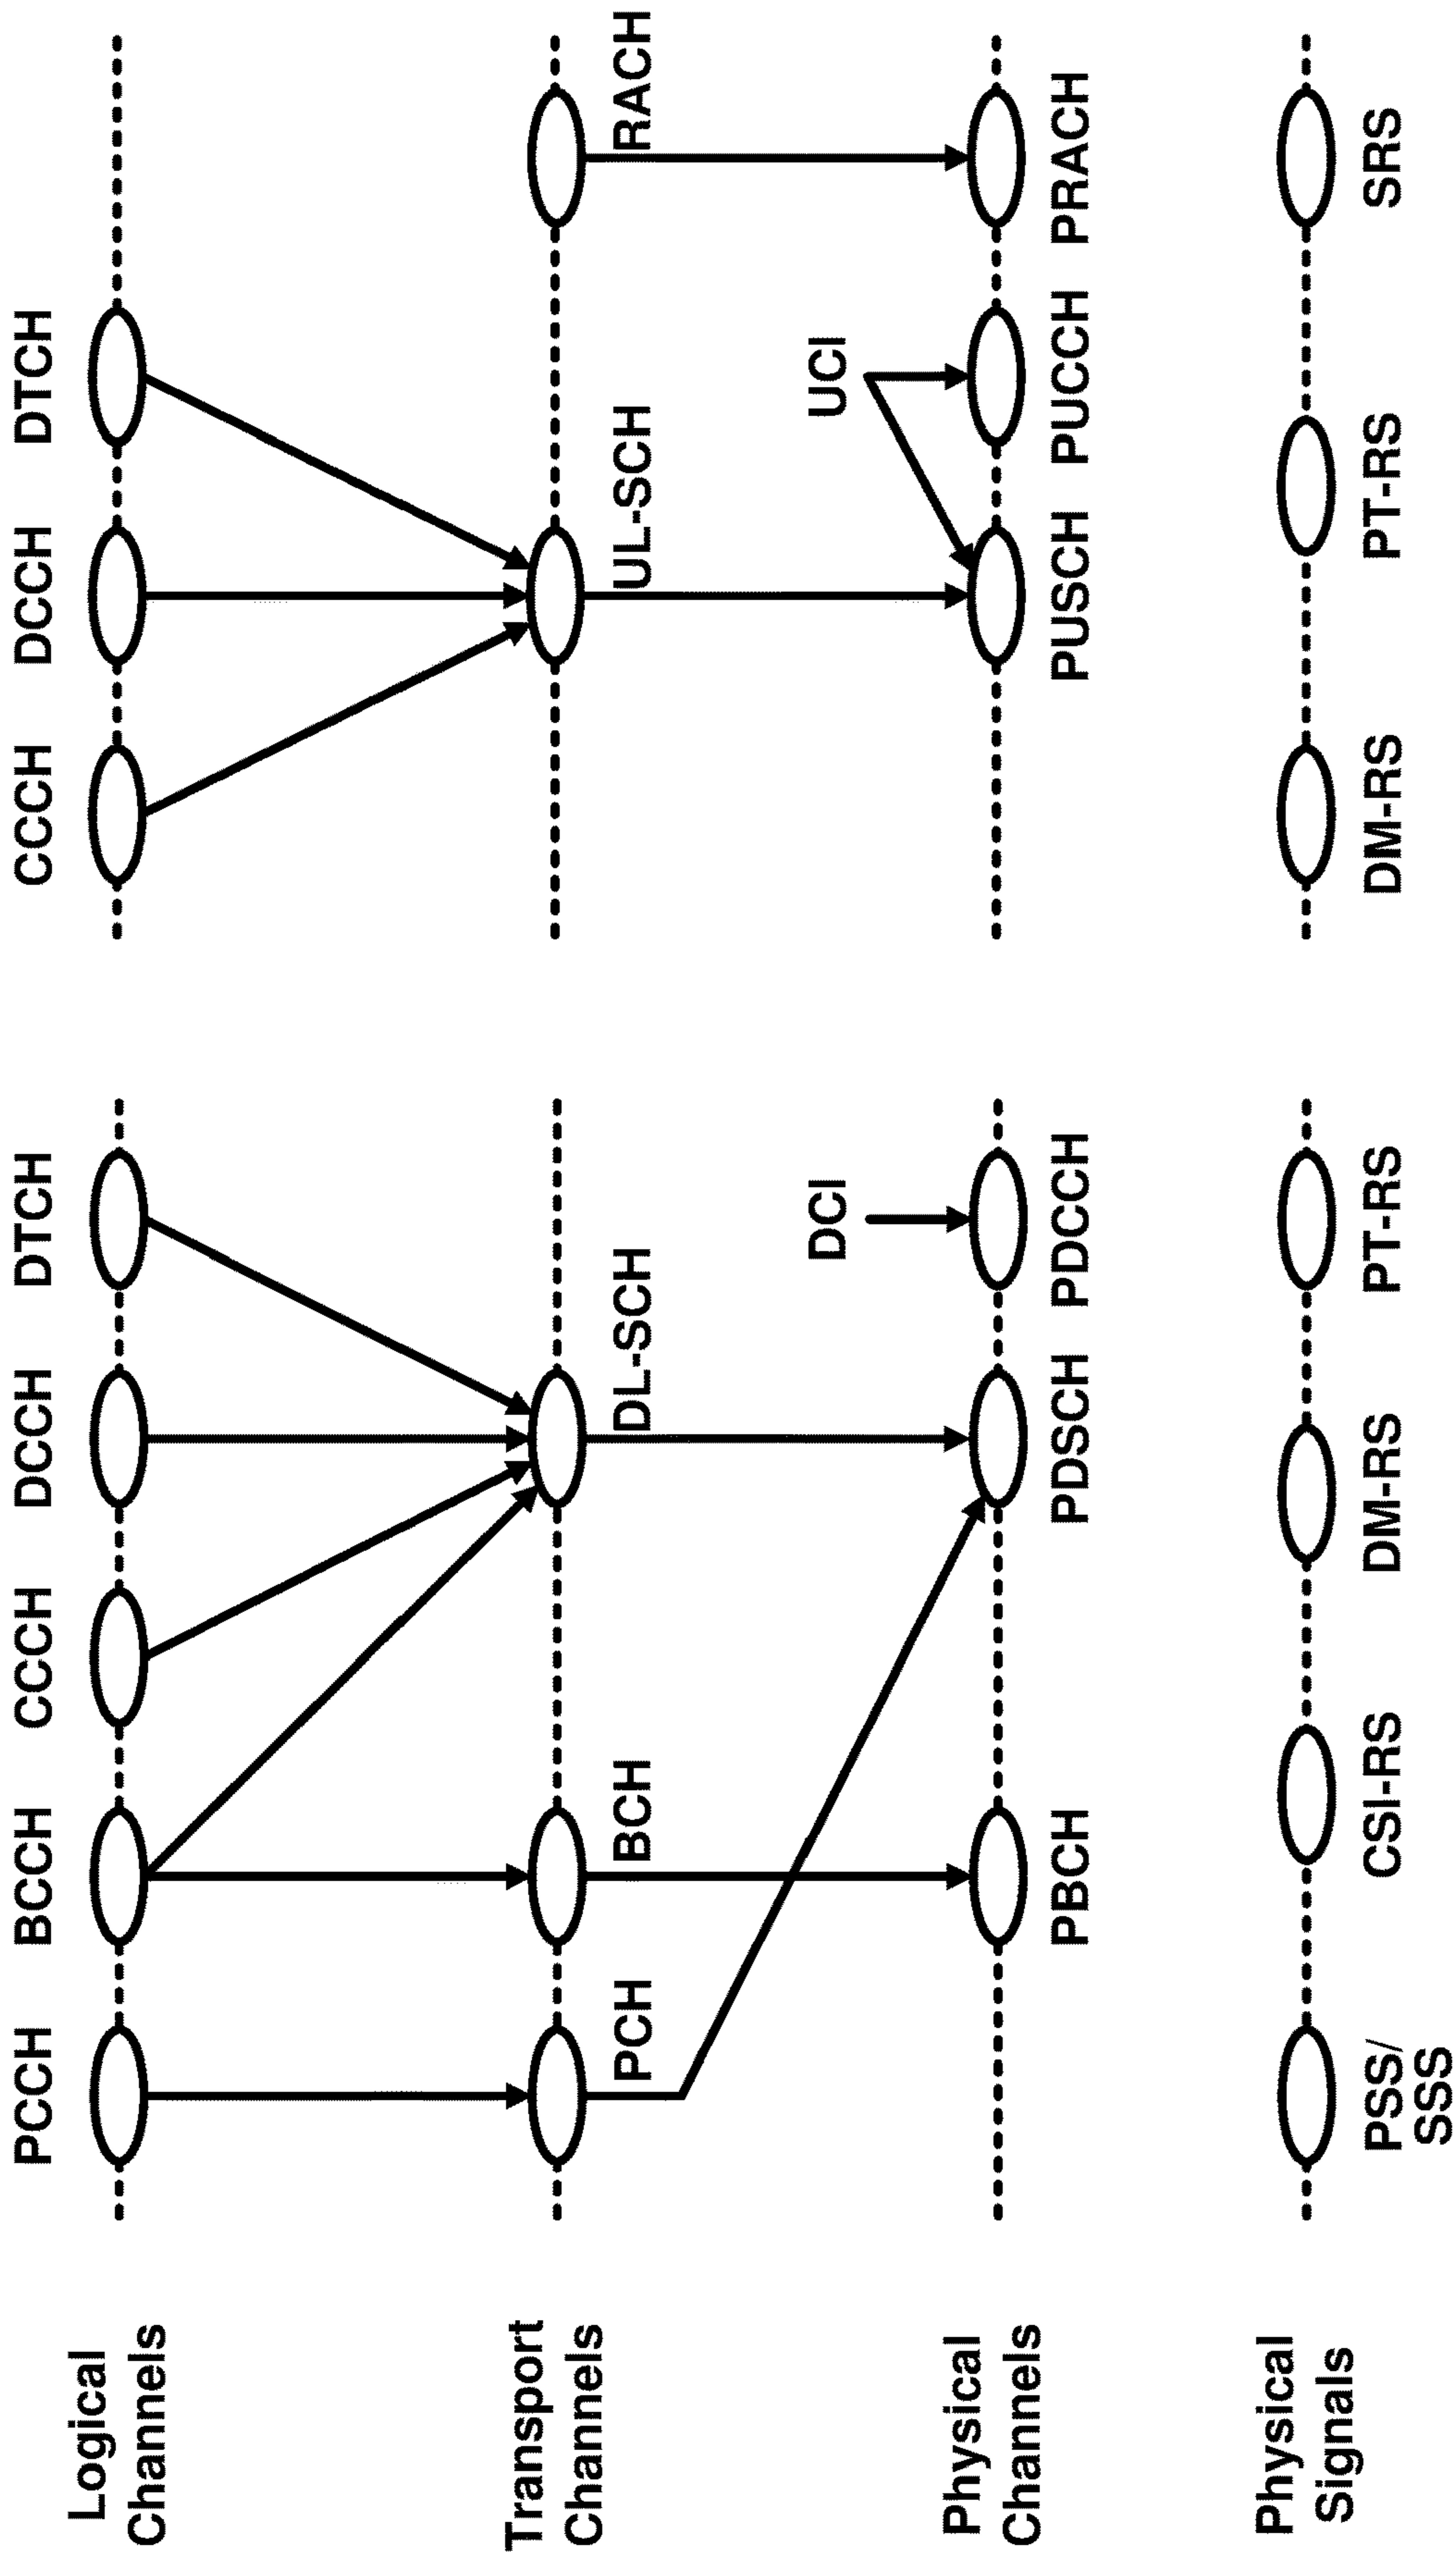 PCCH
BCCH
CCCH
DCCH
DTCH
CCCH
DCCH
DTCH
Logical
Channels
Transport
Channels
PCH
BCH
DL-SCH
UL-SCH
RACH
DCI
UCI
Physical
Channels
PBCH
PDSCH
PDCCH
PUSCH
PUCCH
PRACH
Physical
Signals
PSS/
SSS
CSI-RS
DM-RS
PT-RS
DM-RS
PT-RS
SRS